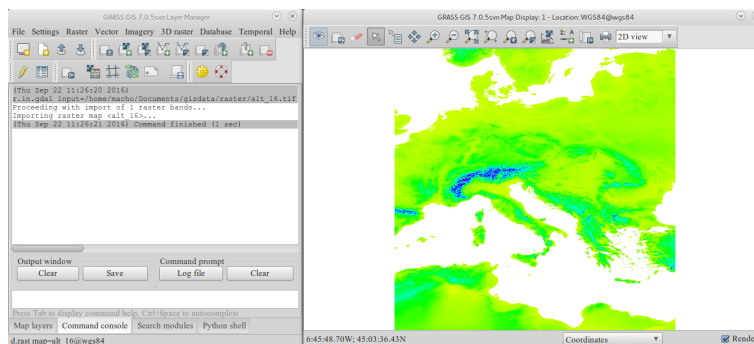 GRASS GIS 7.0.5svn Layer Manager
File Settings Raster Vector Imagery 3D raster Database Temporal Help
(Thu Sep 22 11:26:20 2016)
r.in.gdal input=/home/macho/Documents/gisdata/raster/alt_16.tif
Proceeding with import of 1 raster bands...
Importing raster map <alt_16>...
(Thu Sep 22 11:26:21 2016) Command finished (1 sec)
Output window
Command prompt
Clear
Save
Log file
Clear
Press Tab to display command help, Ctrl+Space to autocomplete
Map layers
Command console
Search modules
Python shell
d.rast map=alt_16@wgs84
GRASS GIS 7.0.5svn Map Display: 1 - Location: WGS84@wgs84
2D view
6:45:48.70W; 45:03:36.43N
Coordinates
Rende